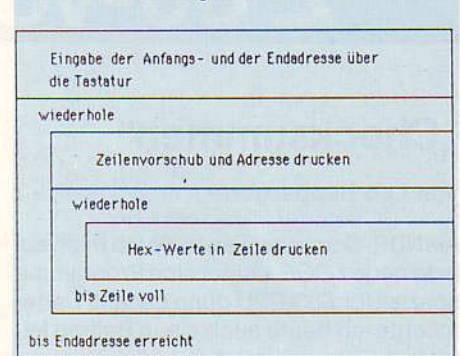 Eingabe der Anfangs- und der Endadresse über
die Tastatur
wiederhole
Zeilenvorschub und Adresse drucken
wiederhole
Hex-Werte in Zeile drucken
bis Zeile voll
bis Endadresse erreicht